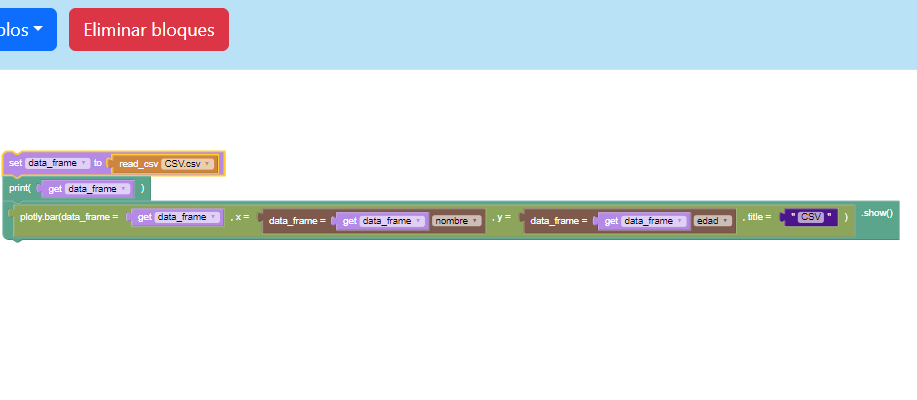 olos Eliminar bloques
set data_frame to read_csv CSV.csv
print( get data_frame )
plotly.bar(data_frame = get data_frame , x = data_frame = get data_frame nombre , y = data_frame = get data_frame edad , title = " CSV " ) .show()